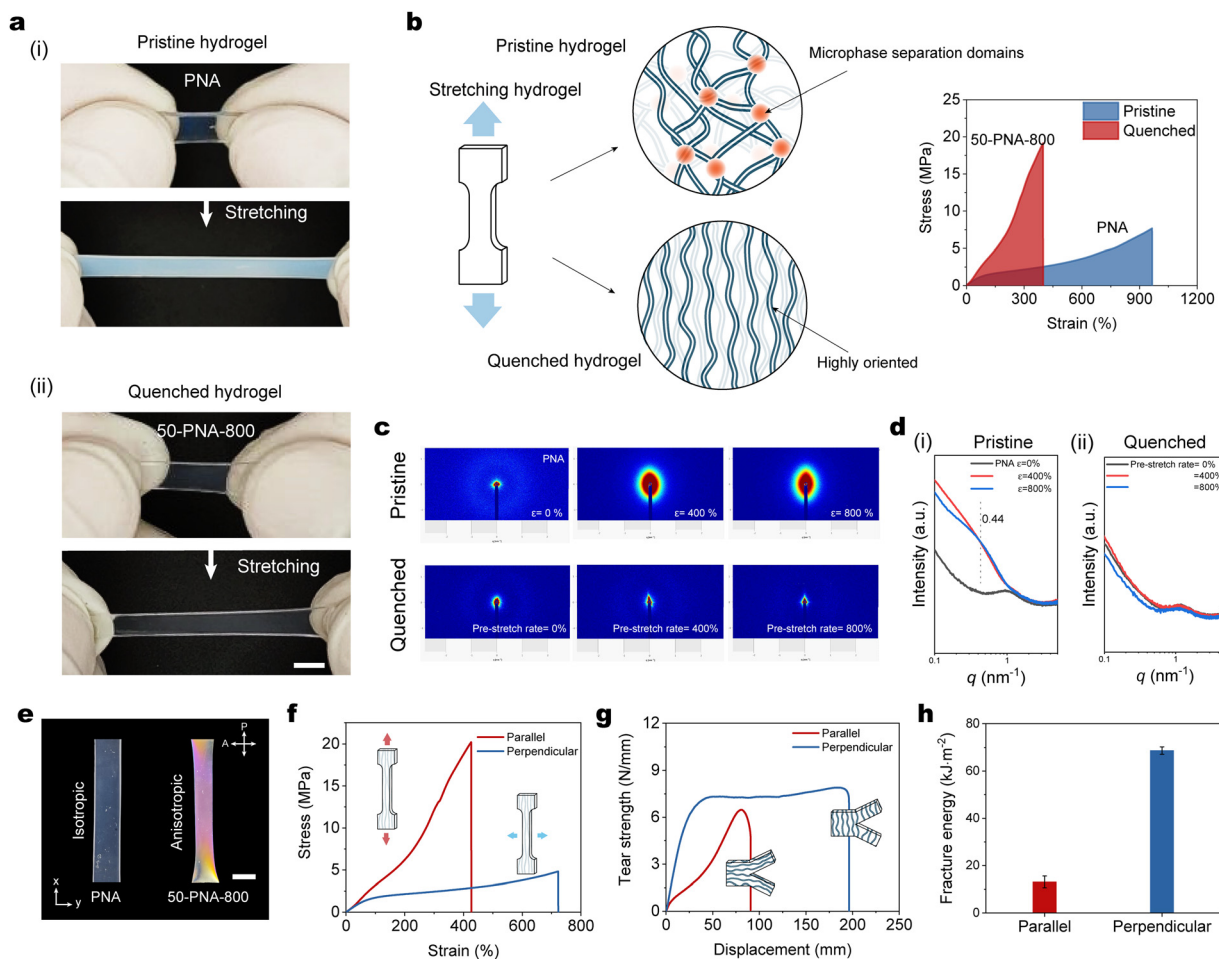 a
(i)
Pristine hydrogel
PNA
Stretching
(ii)
Quenched hydrogel
50-PNA-800
Stretching
b
Pristine hydrogel
Microphase separation domains
Stretching hydrogel
Quenched hydrogel
Highly oriented
25
20
15
10
5
0
Stress (MPa)
Pristine
Quenched
50-PNA-800
PNA
0 300 600 900 1200
Strain (%)
c
Pristine
PNA
ε= 0 %
ε= 400 %
ε= 800 %
Quenched
Pre-stretch rate= 0%
Pre-stretch rate= 400%
Pre-stretch rate= 800%
d
(i) Pristine
PNA ε=0%
ε=400%
ε=800%
0.44
Intensity (a.u.)
0.1 1
q (nm⁻¹)
(ii) Quenched
Pre-stretch rate= 0%
=400%
=800%
Intensity (a.u.)
0.1 1
q (nm⁻¹)
e
P
A
Isotropic
Anisotropic
x
y
PNA
50-PNA-800
f
20
15
10
5
0
Stress (MPa)
Parallel
Perpendicular
0 200 400 600 800
Strain (%)
g
12
9
6
3
0
Tear strength (N/mm)
Parallel
Perpendicular
0 50 100 150 200 250
Displacement (mm)
h
80
60
40
20
0
Fracture energy (kJ·m⁻²)
Parallel Perpendicular